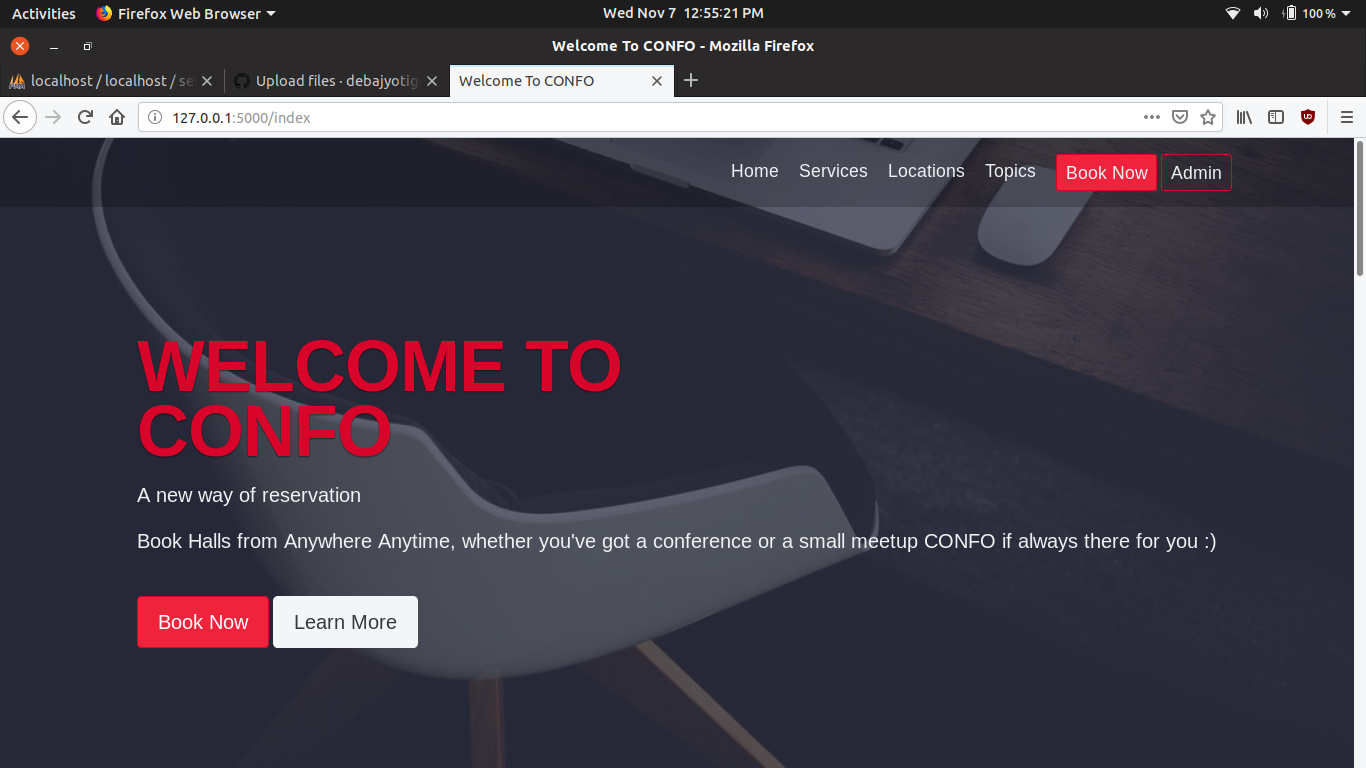 Activities Firefox Web Browser Wed Nov 7 12:55:21 PM 100 %
Welcome To CONFO - Mozilla Firefox
localhost / localhost / se Upload files · debajyotig Welcome To CONFO
127.0.0.1:5000/index
Home Services Locations Topics Book Now Admin
WELCOME TO
CONFO
A new way of reservation
Book Halls from Anywhere Anytime, whether you've got a conference or a small meetup CONFO if always there for you :)
Book Now Learn More